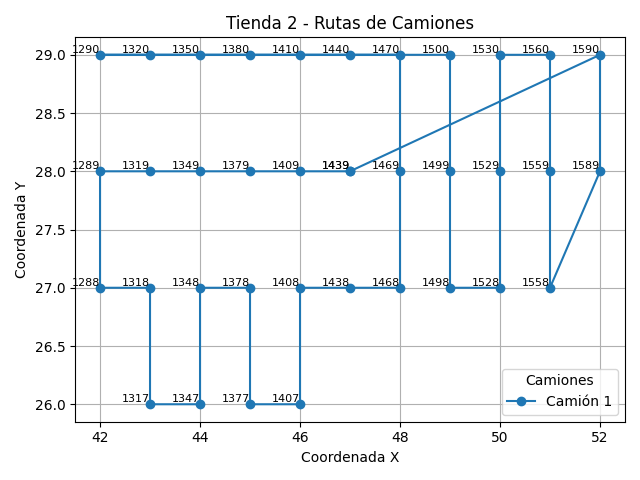 Tienda 2 - Rutas de Camiones
1290 1320 1350 1380 1410 1440 1470 1500 1530 1560 1590
1289 1319 1349 1379 1409 1439 1469 1499 1529 1559 1589
1288 1318 1348 1378 1408 1438 1468 1498 1528 1558
1317 1347 1377 1407
29.0
28.5
28.0
27.5
27.0
26.5
26.0
Coordenada Y
42 44 46 48 50 52
Coordenada X
Camiones
Camión 1